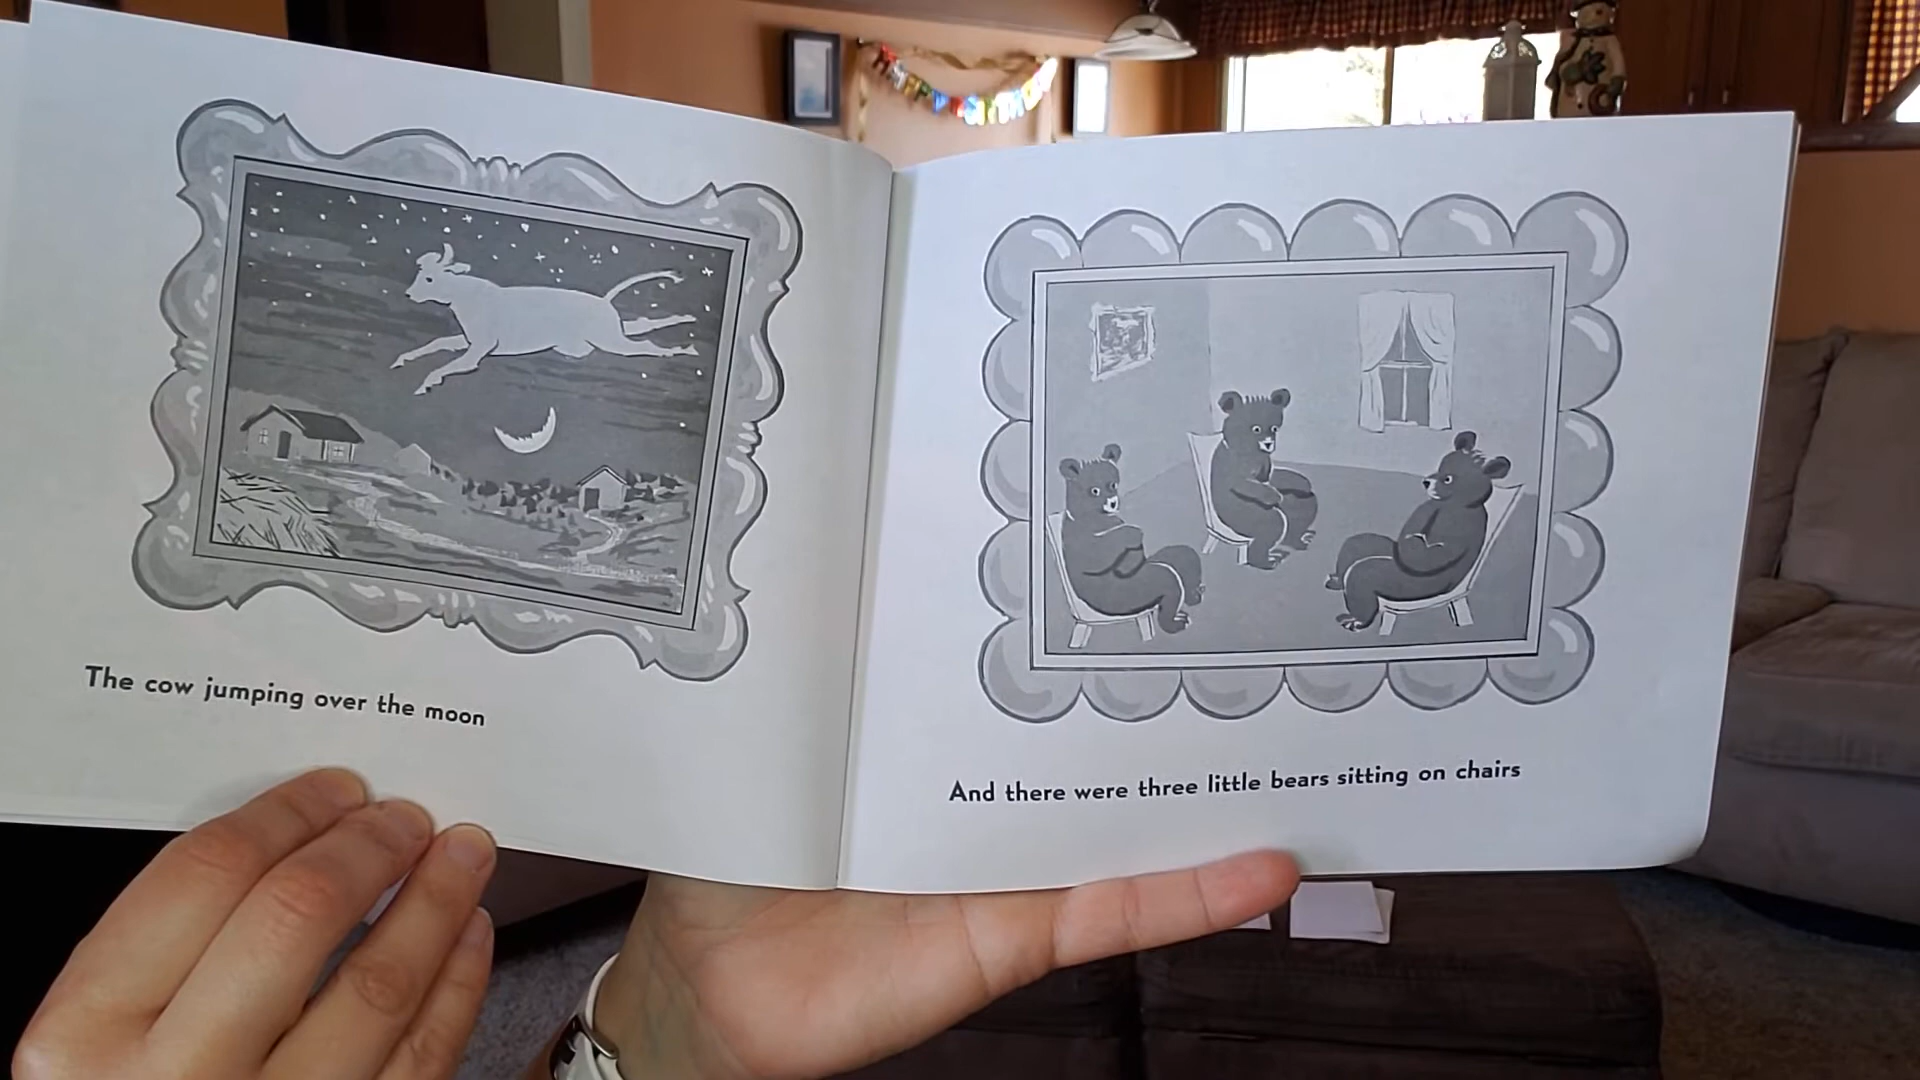 The cow jumping over the moon
And there were three little bears sitting on chairs